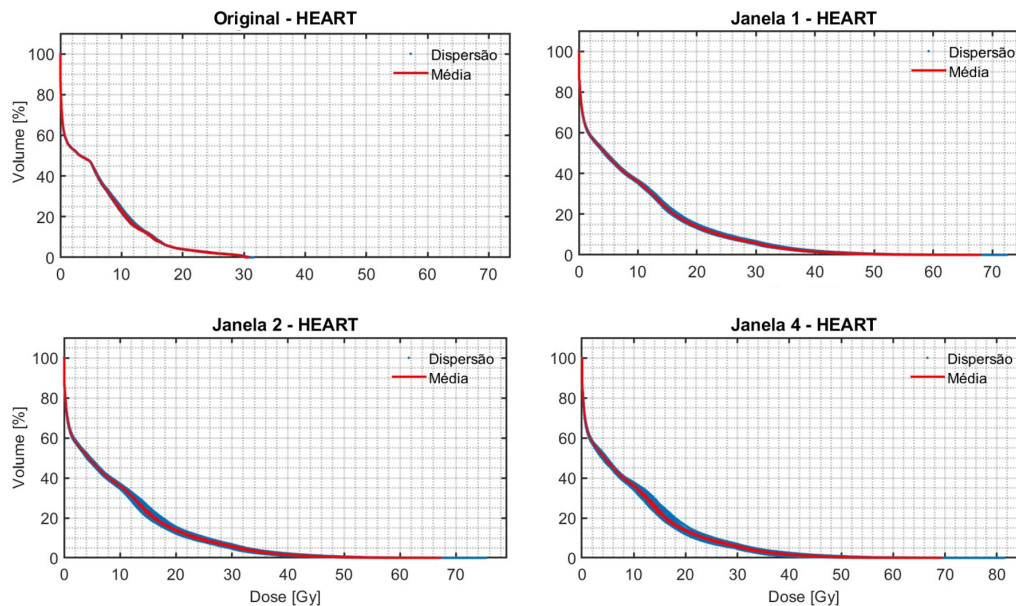 Original - HEART
Dispersão
Média
Volume [%]
100
80
60
40
20
0
0 10 20 30 40 50 60 70
Janela 1 - HEART
Dispersão
Média
100
80
60
40
20
0
0 10 20 30 40 50 60 70
Janela 2 - HEART
Dispersão
Média
Volume [%]
100
80
60
40
20
0
0 10 20 30 40 50 60 70
Dose [Gy]
Janela 4 - HEART
Dispersão
Média
100
80
60
40
20
0
0 10 20 30 40 50 60 70 80
Dose [Gy]